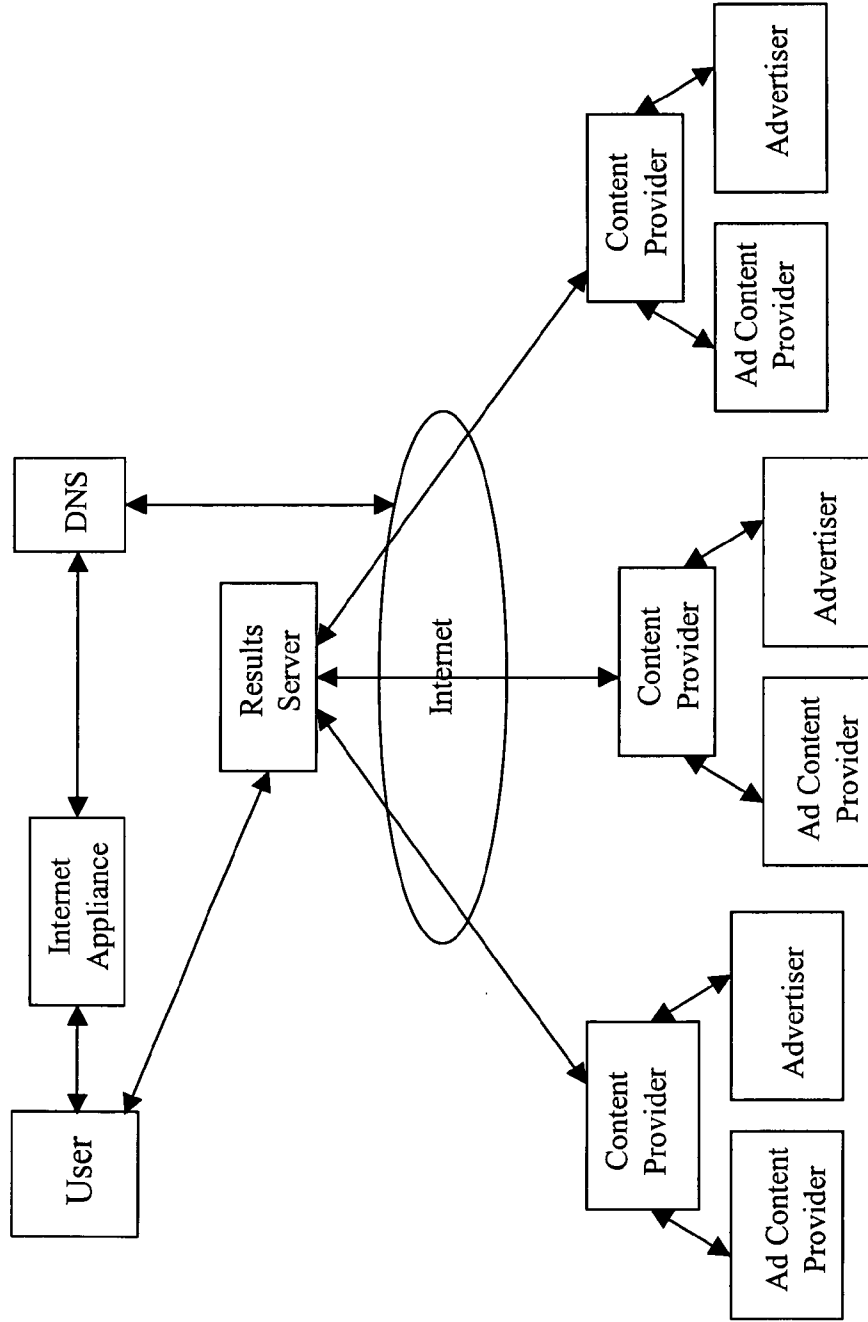 User
Internet
Appliance
DNS
Results
Server
Internet
Content
Provider
Content
Provider
Content
Provider
Ad Content
Provider
Advertiser
Ad Content
Provider
Advertiser
Ad Content
Provider
Advertiser